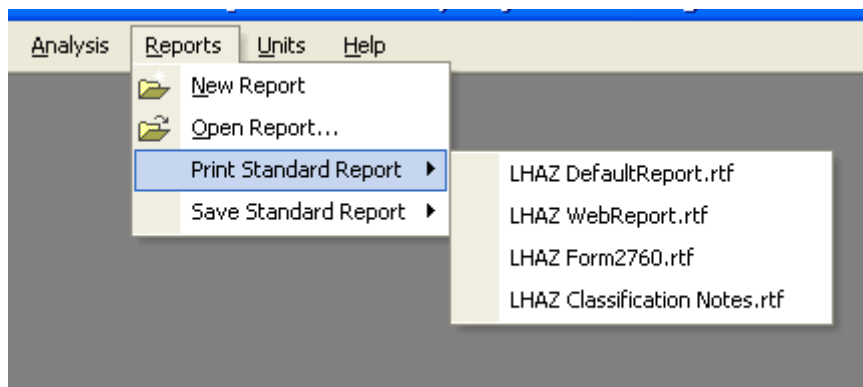 Analysis Reports Units Help
New Report
Open Report...
Print Standard Report
Save Standard Report
LHAZ DefaultReport.rtf
LHAZ WebReport.rtf
LHAZ Form2760.rtf
LHAZ Classification Notes.rtf